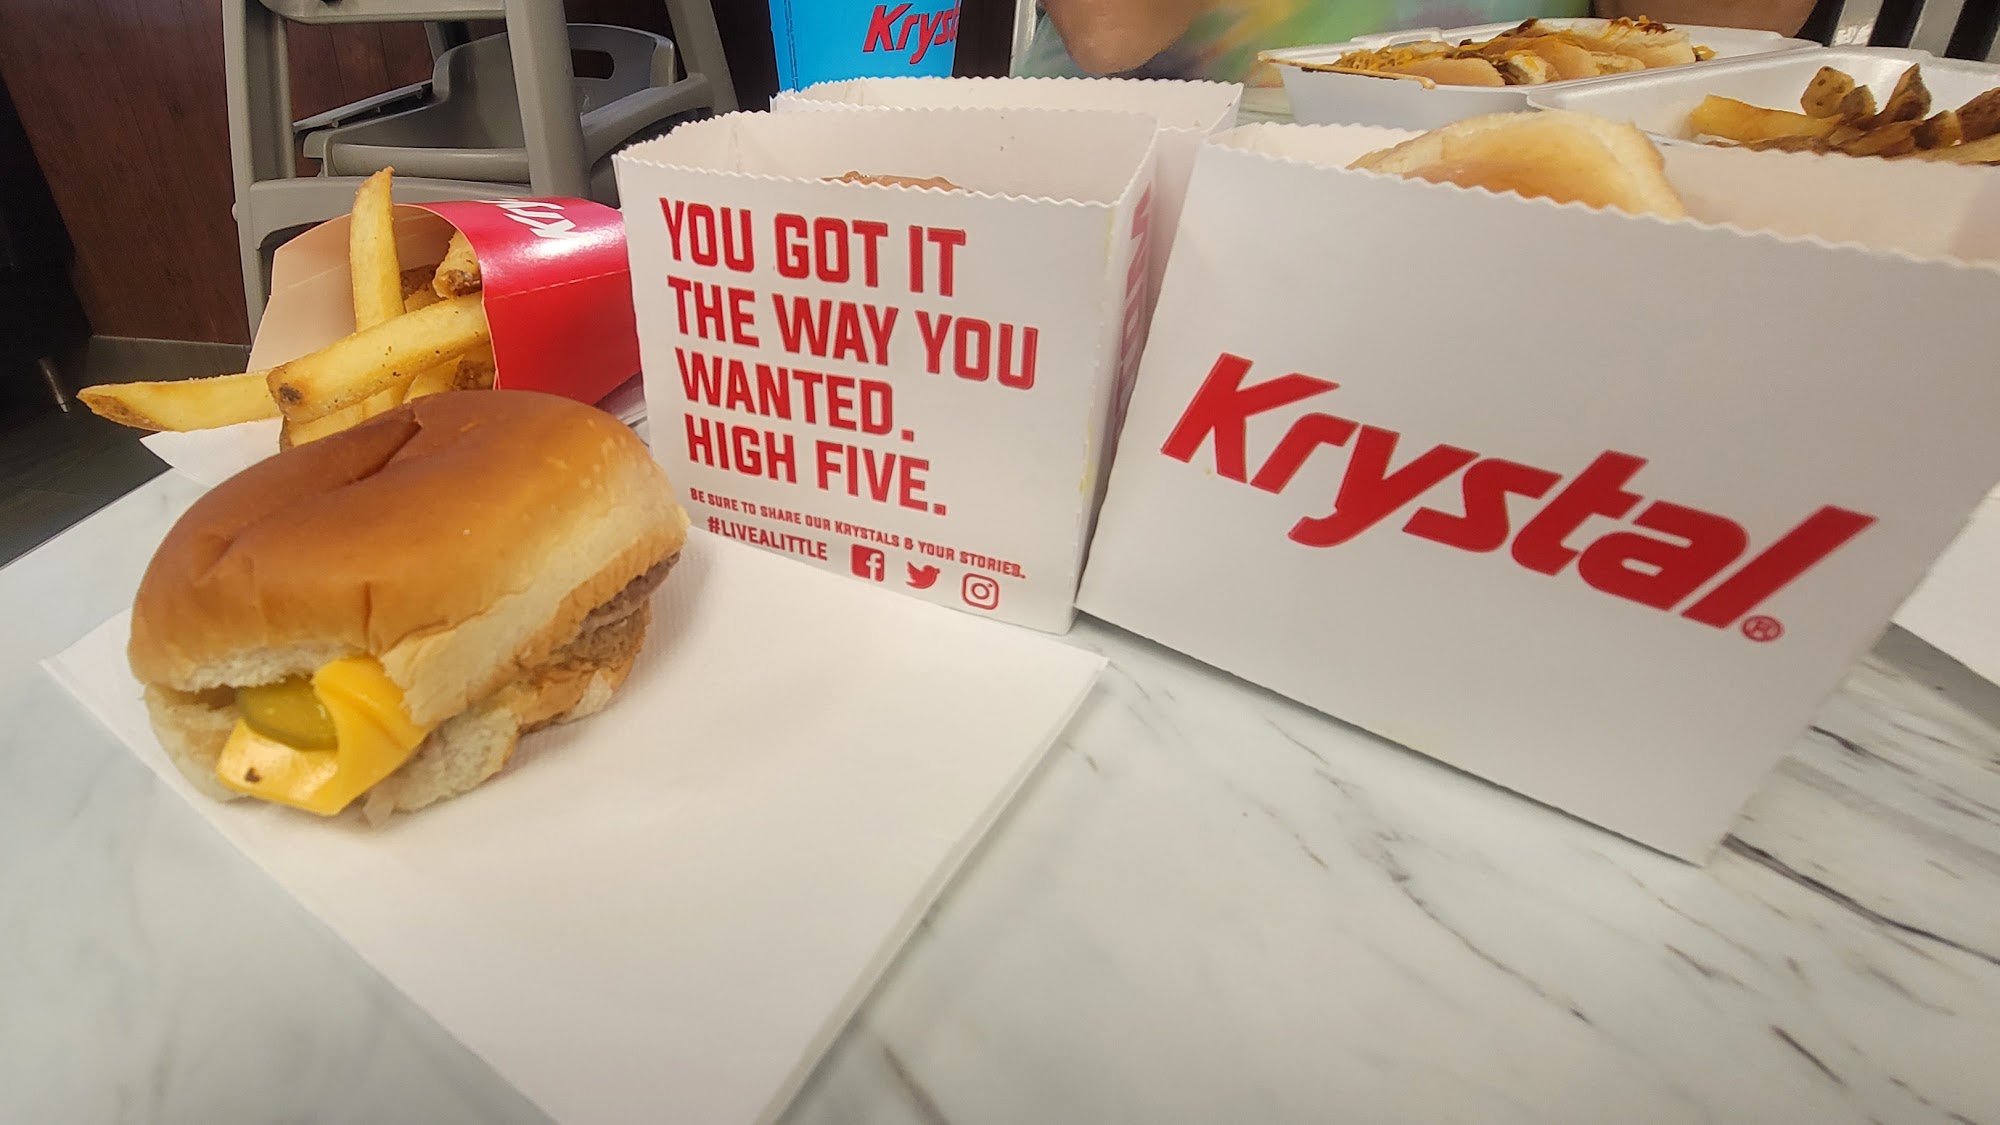 Krystal
YOU GOT IT
THE WAY YOU
WANTED.
HIGH FIVE.
BE SURE TO SHARE OUR KRYSTALS & YOUR STORIES.
#LIVEALITTLE
Krystal®